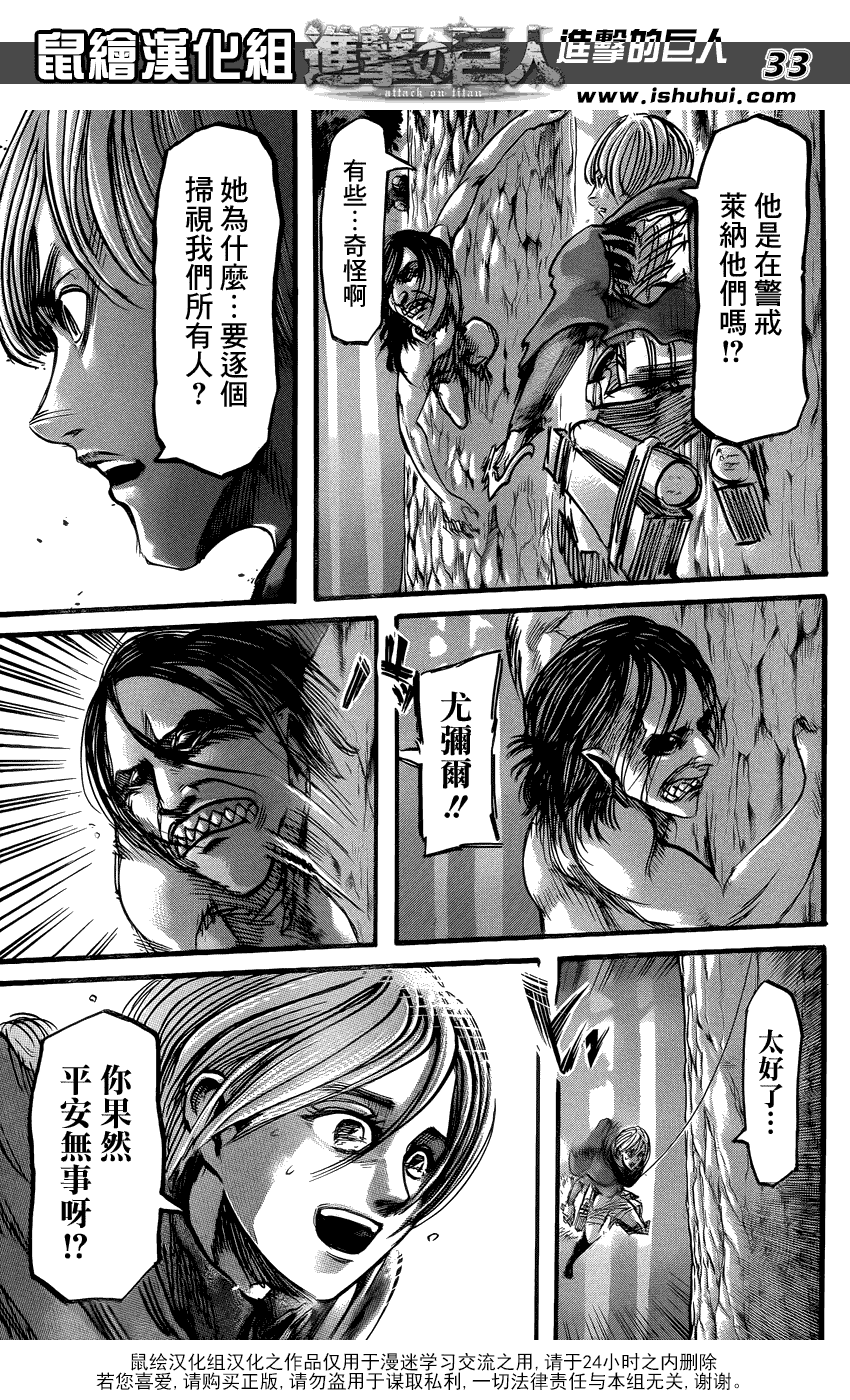 鼠繪漢化組
進撃の巨人
attack on titan
進擊的巨人
33
www.ishuhui.com
他是在警戒
萊納他們嗎!?
有些…奇怪啊
她為什麼…要逐個
掃視我們所有人?
尤彌爾!!
太好了…
你果然
平安無事呀!?
鼠绘汉化组汉化之作品仅用于漫迷学习交流之用, 请于24小时之内删除
若您喜爱, 请购买正版, 请勿盗用于谋取私利, 一切法律责任与本组无关, 谢谢.